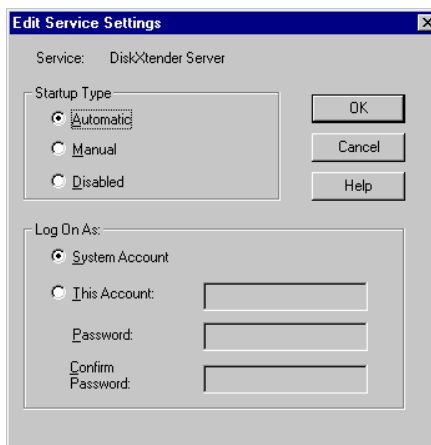 Edit Service Settings
Service: DiskXtender Server
Startup Type
Automatic
Manual
Disabled
OK
Cancel
Help
Log On As:
System Account
This Account:
Password:
Confirm
Password: